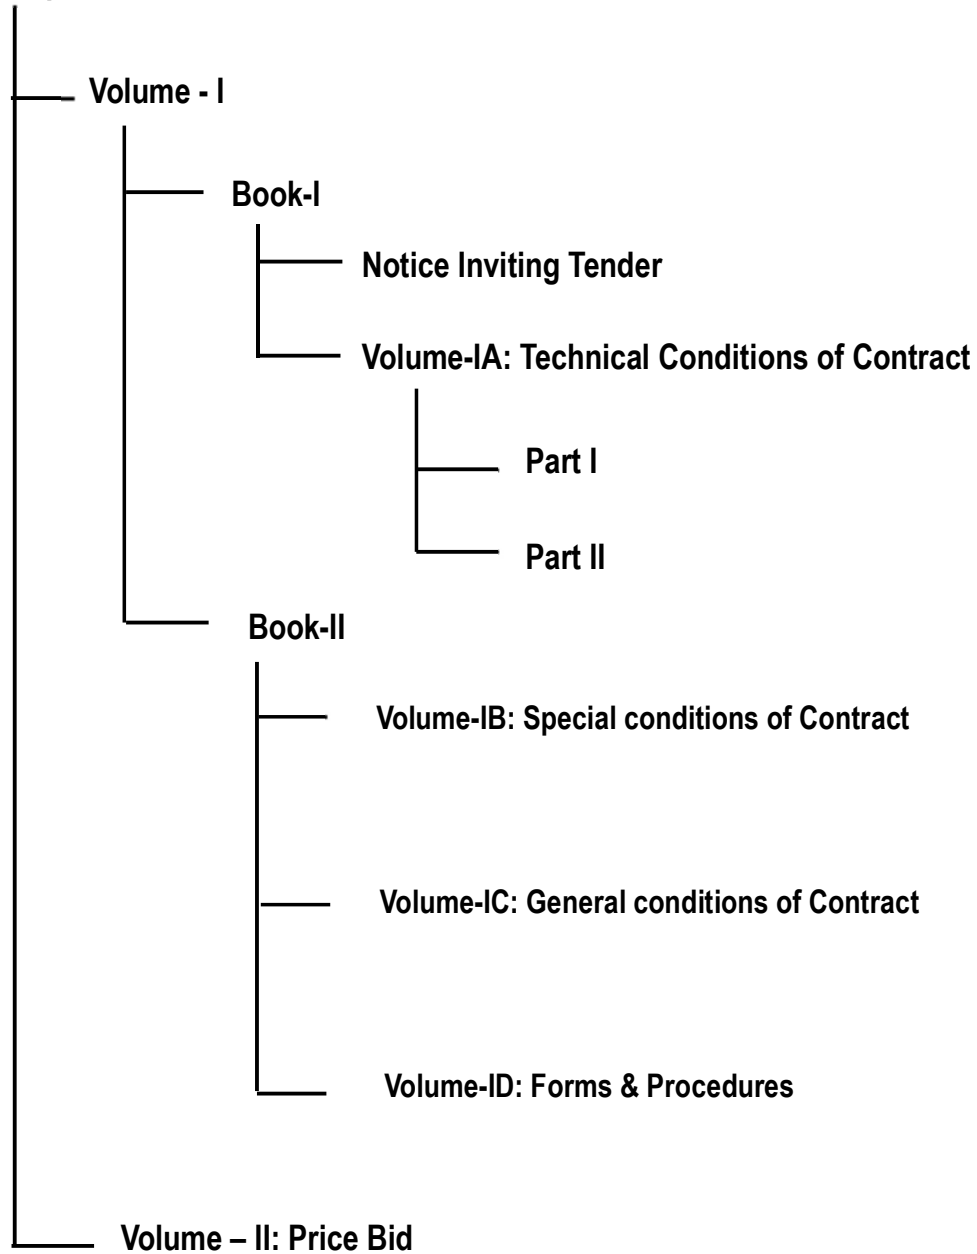 Volume - I
Book-I
Notice Inviting Tender
Volume-IA: Technical Conditions of Contract
Part I
Part II
Book-II
Volume-IB: Special conditions of Contract
Volume-IC: General conditions of Contract
Volume-ID: Forms & Procedures
Volume – II: Price Bid